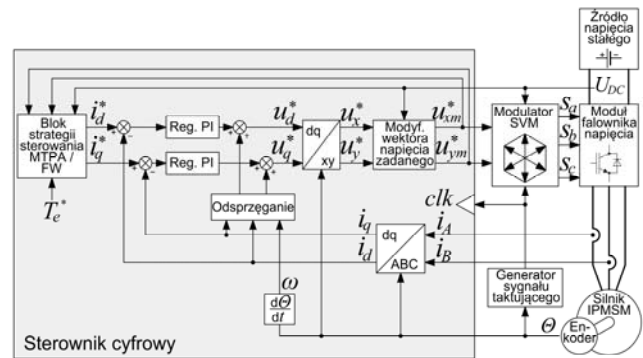 Źródło
napięcia
stałego
U_DC
Blok
strategii
sterowania
MTPA /
FW
T_e^*
i_d^*
i_q^*
Reg. PI
Reg. PI
u_d^*
u_q^*
dq
xy
u_x^*
u_y^*
Modyf.
wektora
napięcia
zadanego
u_xm^*
u_ym^*
Modulator
SVM
s_a
s_b
s_c
Moduł
falownika
napięcia
Odsprzęganie
clk
i_q
i_d
dq
ABC
i_A
i_B
ω
dΘ
dt
Generator
sygnału
taktującego
Θ
Silnik
IPMSM
En-
koder
Sterownik cyfrowy